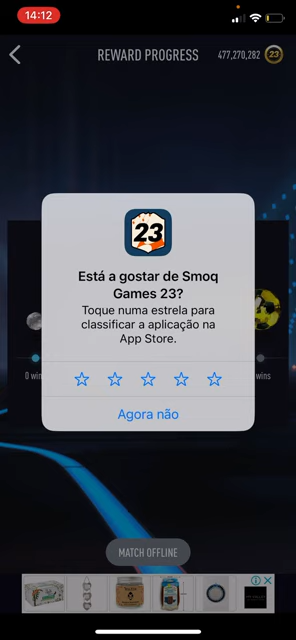 14:12
REWARD PROGRESS
477,270,282
23
23
Está a gostar de Smoq
Games 23?
Toque numa estrela para
classificar a aplicação na
App Store.
0 win
wins
Agora não
MATCH OFFLINE